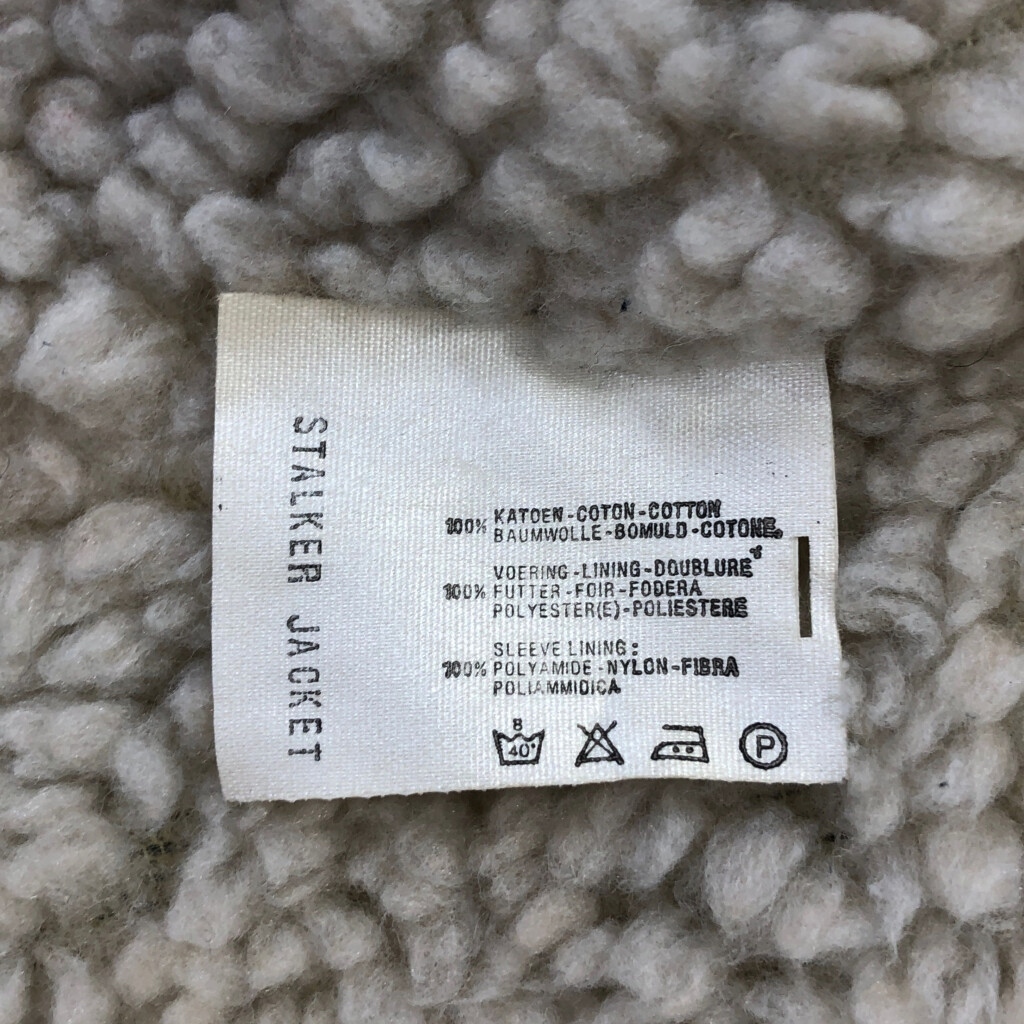 STALKER JACKET
100% KATOEN-COTON-COTTON
BAUMWOLLE-BOMULD-COTONE
VOERING-LINING-DOUBLURE
100% FUTTER-FOIR-FODERA
POLYESTER(E)-POLIESTERE
SLEEVE LINING:
100% POLYAMIDE-NYLON-FIBRA
POLIAMMIDICA
8
40°
P